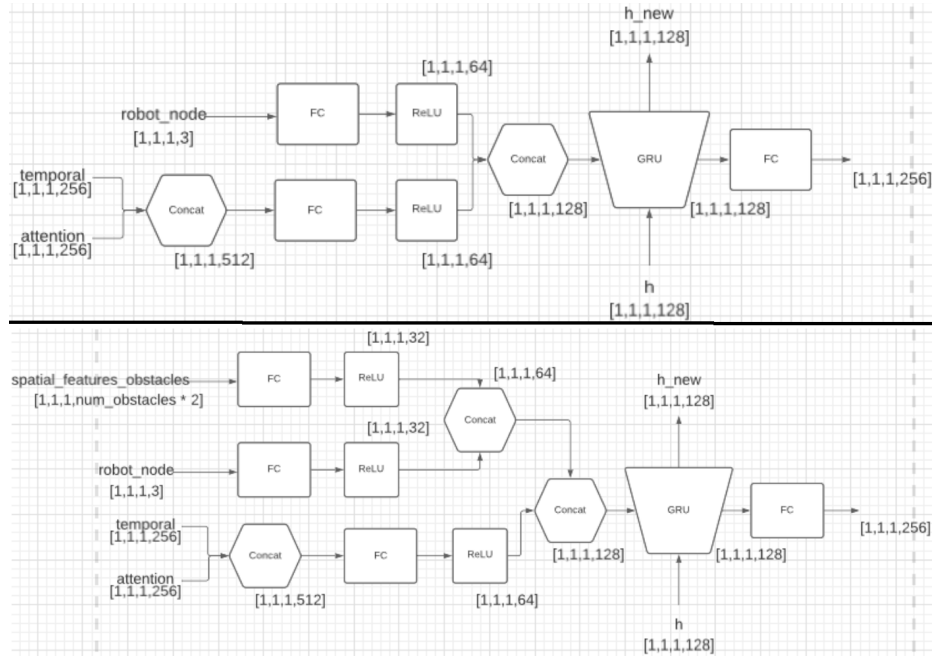 h_new
[1,1,1,128]
[1,1,1,64]
robot_node
[1,1,1,3]
FC
ReLU
Concat
GRU
FC
[1,1,1,256]
temporal
[1,1,1,256]
attention
[1,1,1,256]
Concat
FC
ReLU
[1,1,1,128]
[1,1,1,128]
[1,1,1,512]
[1,1,1,64]
h
[1,1,1,128]
[1,1,1,32]
spatial_features_obstacles
[1,1,1,num_obstacles * 2]
FC
ReLU
[1,1,1,64]
Concat
h_new
[1,1,1,128]
[1,1,1,32]
robot_node
[1,1,1,3]
FC
ReLU
temporal
[1,1,1,256]
attention
[1,1,1,256]
Concat
FC
ReLU
Concat
GRU
FC
[1,1,1,256]
[1,1,1,128]
[1,1,1,128]
[1,1,1,512]
[1,1,1,64]
h
[1,1,1,128]